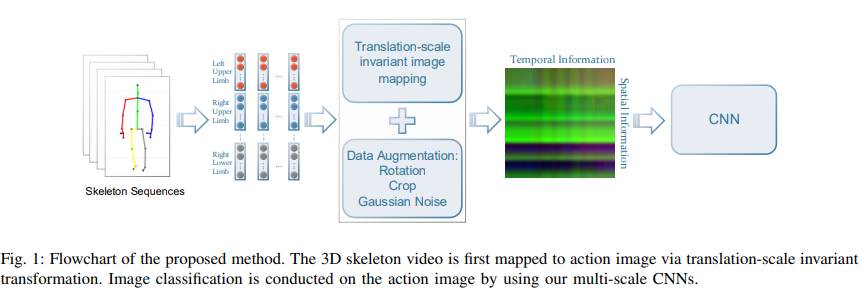 Skeleton Sequences
Left
Upper
Limb
Right
Upper
Limb
Right
Lower
Limb
...
...
...
Translation-scale
invariant image
mapping
Data Augmentation:
Rotation
Crop
Gaussian Noise
Temporal Information
Spatial Information
CNN
Fig. 1: Flowchart of the proposed method. The 3D skeleton video is first mapped to action image via translation-scale invariant
transformation. Image classification is conducted on the action image by using our multi-scale CNNs.